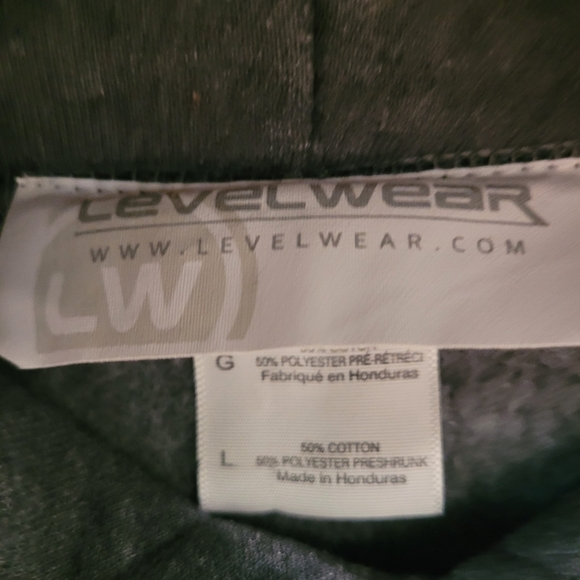 LEVELWEAR
WWW.LEVELWEAR.COM
LW
G
50% POLYESTER PRÉ-RÉTRÉCI
Fabriqué en Honduras
50% COTTON
L 50% POLYESTER PRESHRUNK
Made in Honduras